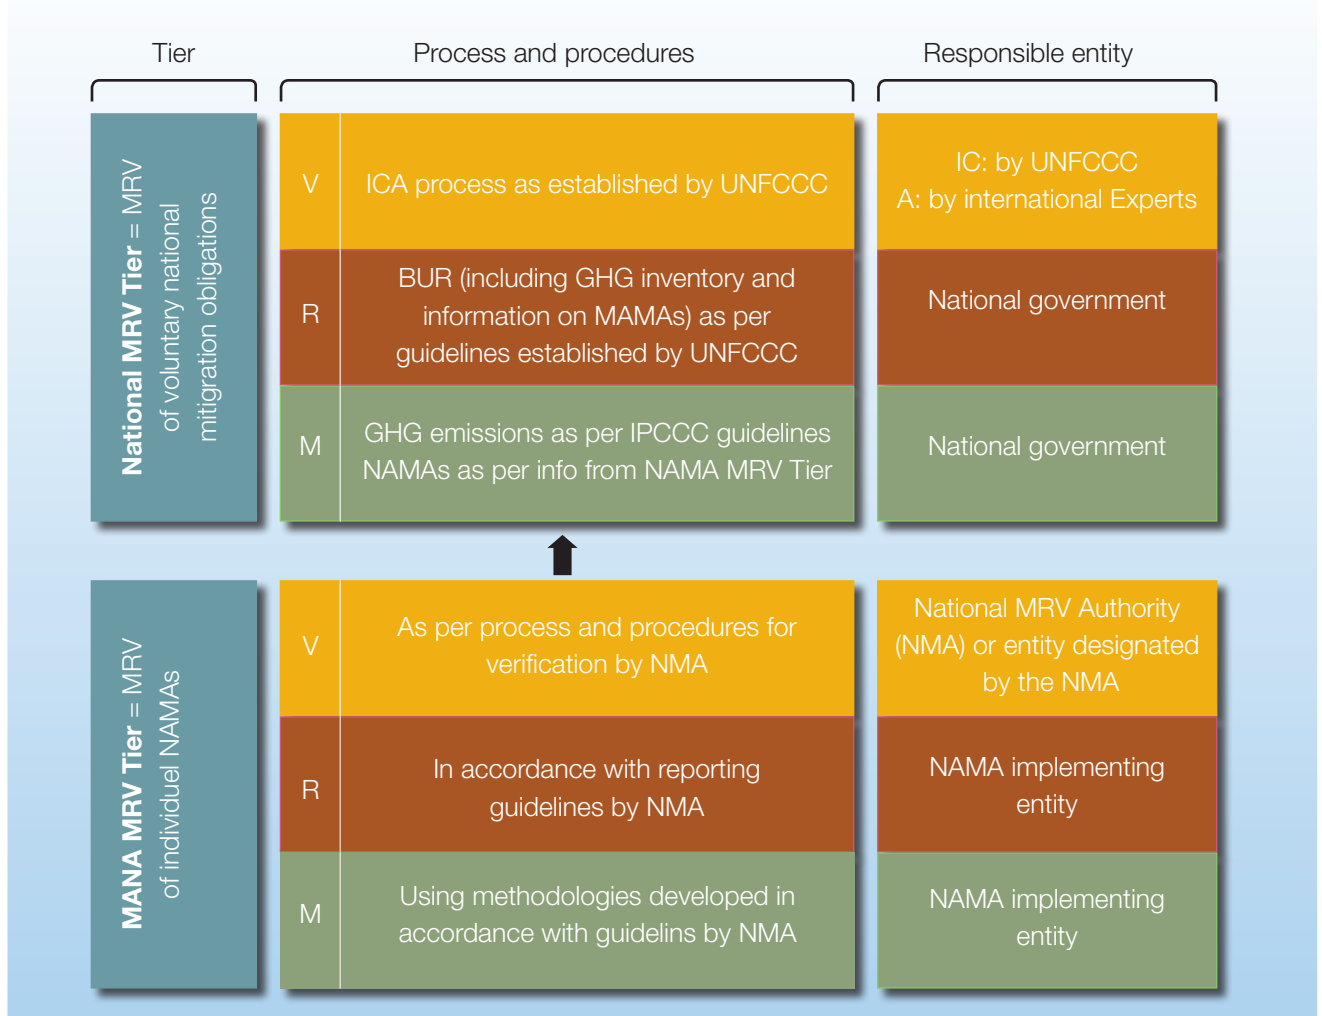 Tier
Process and procedures
Responsible entity
National MRV Tier = MRV
of voluntary national
mitigration obligations
V
ICA process as established by UNFCCC
IC: by UNFCCC
A: by international Experts
R
BUR (including GHG inventory and
information on MAMAs) as per
guidelines established by UNFCCC
National government
M
GHG emissions as per IPCCC guidelines
NAMAs as per info from NAMA MRV Tier
National government
MANA MRV Tier = MRV
of individuel NAMAs
V
As per process and procedures for
verification by NMA
National MRV Authority
(NMA) or entity designated
by the NMA
R
In accordance with reporting
guidelines by NMA
NAMA implementing
entity
M
Using methodologies developed in
accordance with guidelins by NMA
NAMA implementing
entity